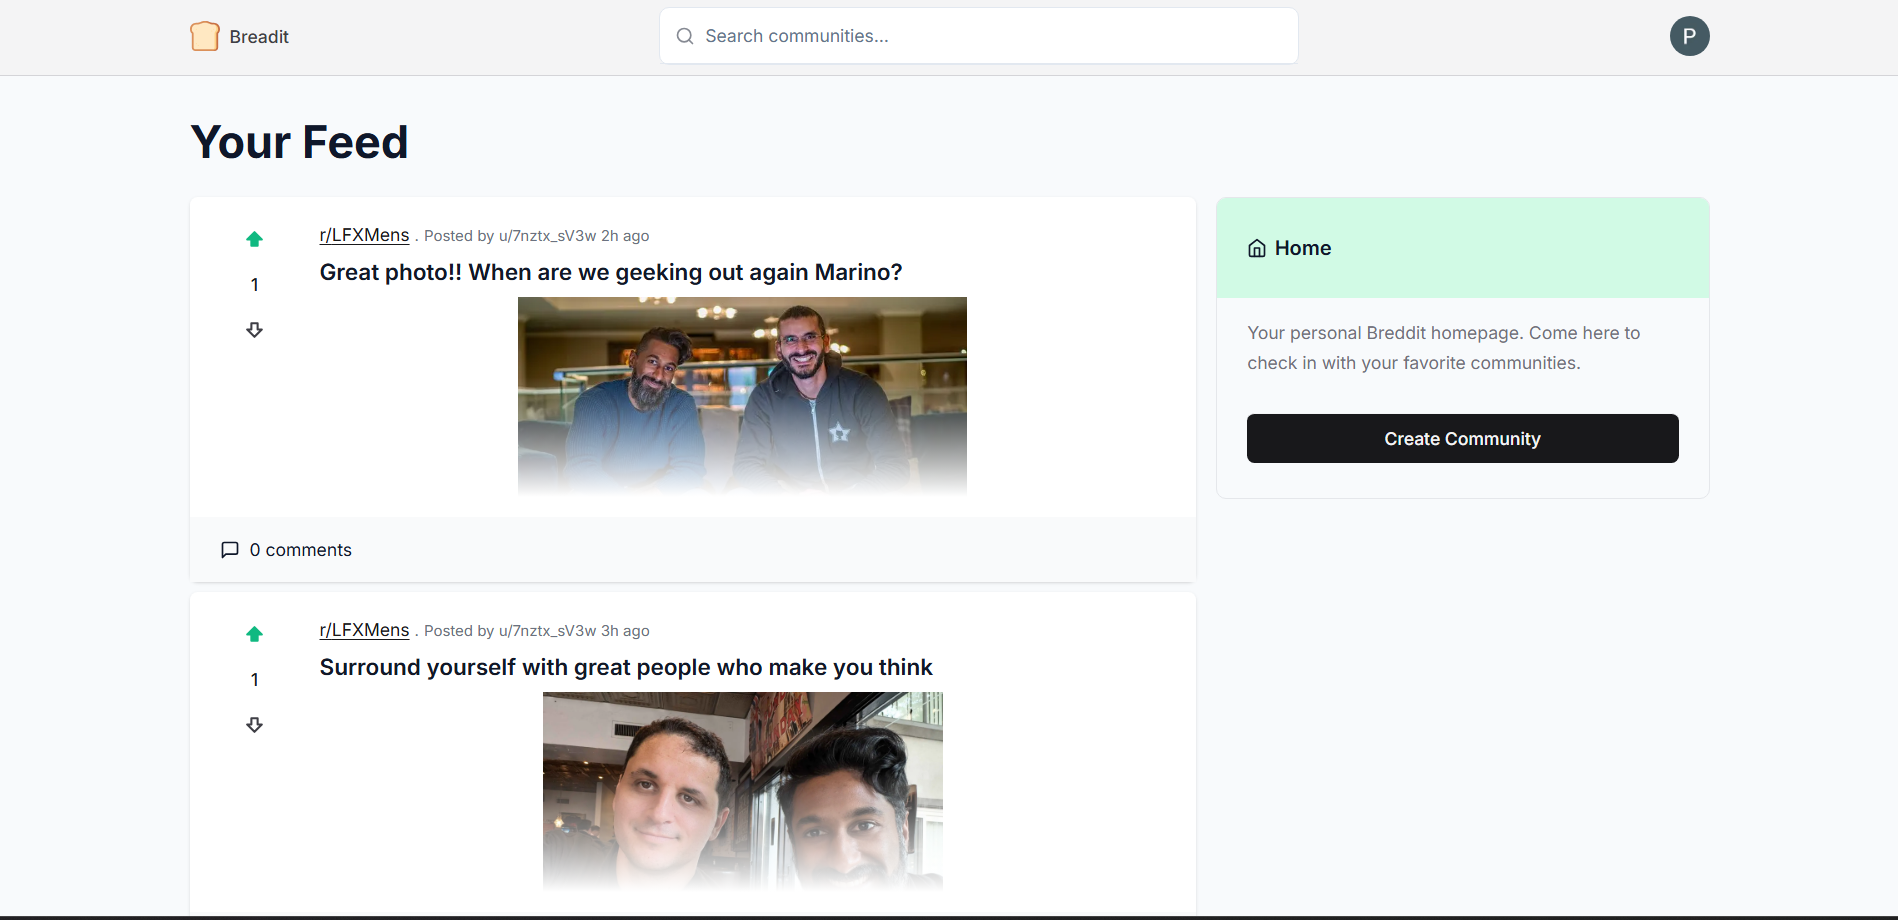 Breadit
Search communities...
P
Your Feed
r/LFXMens . Posted by u/7nztx_sV3w 2h ago
Great photo!! When are we geeking out again Marino?
1
0 comments
r/LFXMens . Posted by u/7nztx_sV3w 3h ago
Surround yourself with great people who make you think
1
Home
Your personal Breddit homepage. Come here to
check in with your favorite communities.
Create Community